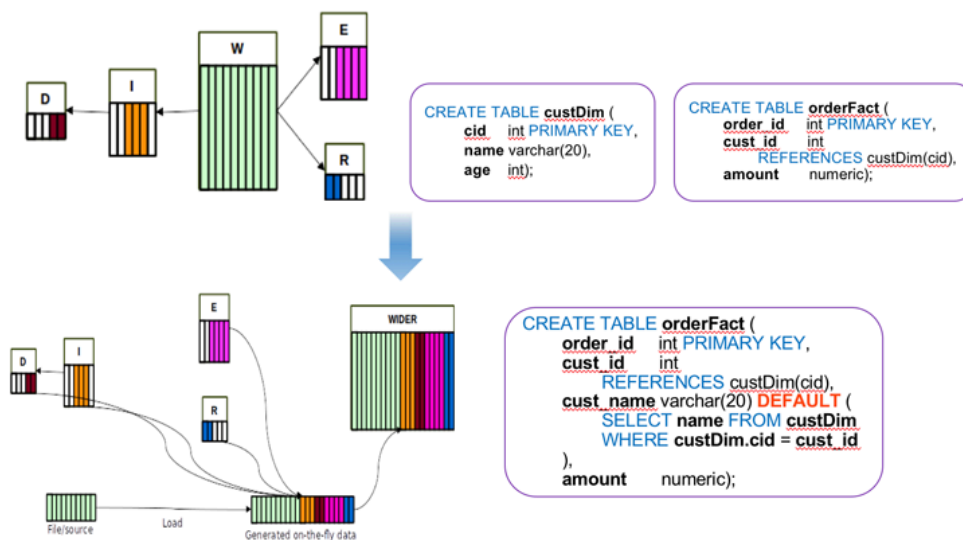 W
E
D
I
R
CREATE TABLE custDim (
cid int PRIMARY KEY,
name varchar(20),
age int);
CREATE TABLE orderFact (
order_id int PRIMARY KEY,
cust_id int
REFERENCES custDim(cid),
amount numeric);
E
WIDER
D
I
R
File/source
Load
Generated on-the-fly data
CREATE TABLE orderFact (
order_id int PRIMARY KEY,
cust_id int
REFERENCES custDim(cid),
cust_name varchar(20) DEFAULT (
SELECT name FROM custDim
WHERE custDim.cid = cust_id
),
amount numeric);